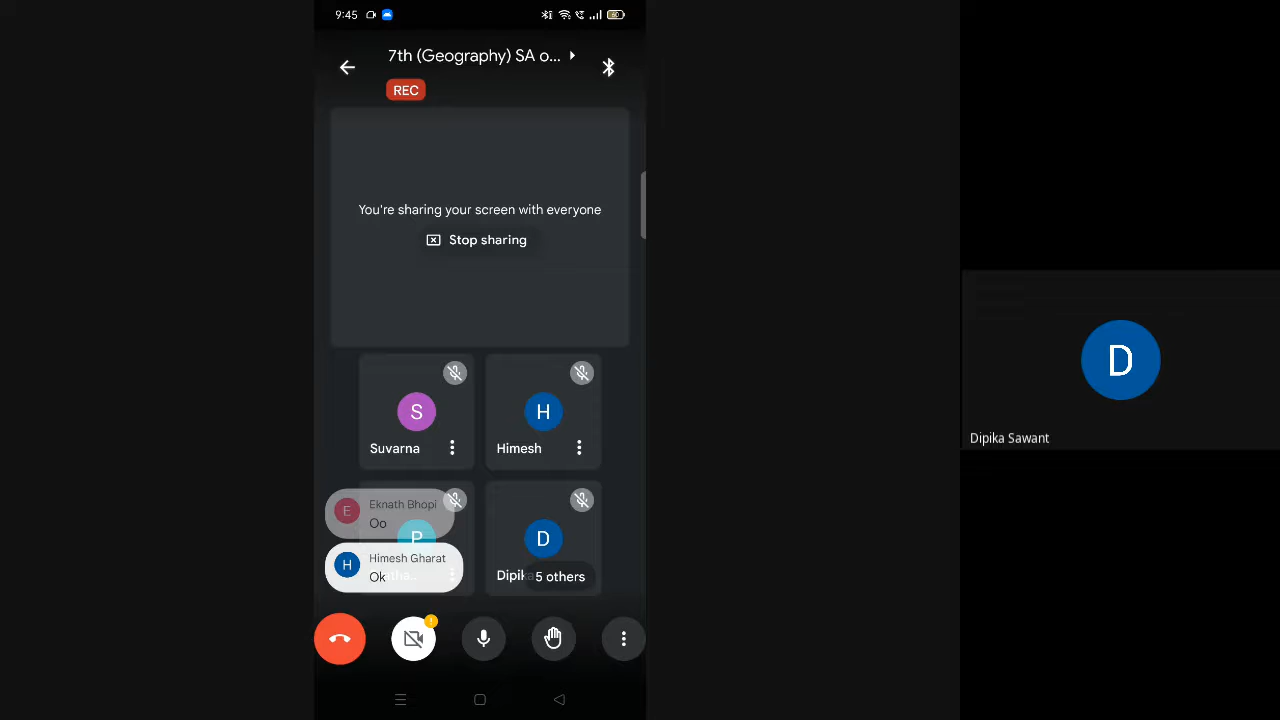 9:45
60
7th (Geography) SA o...
REC
You're sharing your screen with everyone
Stop sharing
S
Suvarna
H
Himesh
E
Eknath Bhopi
Oo
P
D
H
Himesh Gharat
Ok
5 others
D
Dipika Sawant